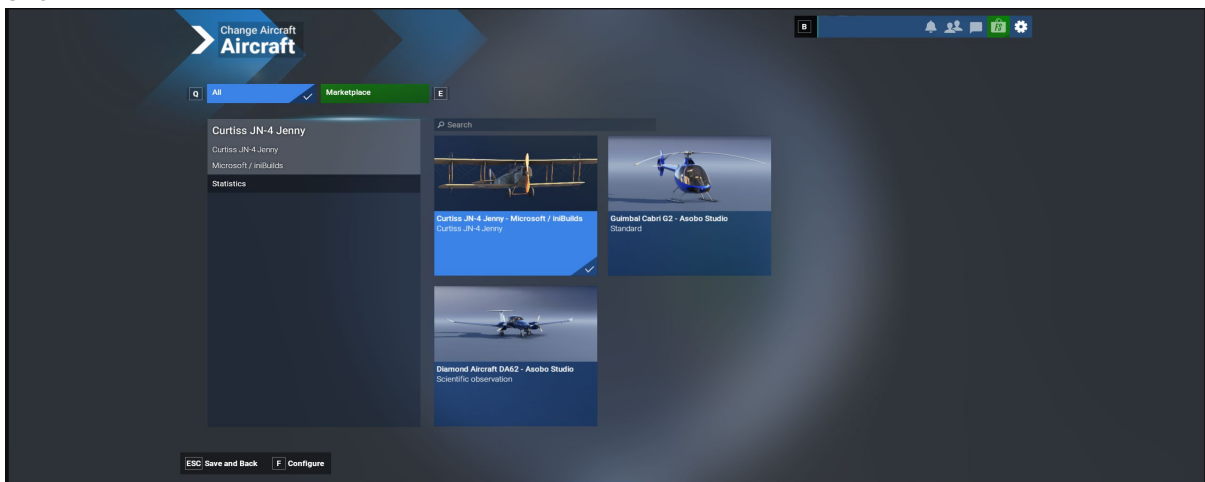 Change Aircraft
Aircraft
B
Q
All
Marketplace
E
Curtiss JN-4 Jenny
Curtiss JN-4 Jenny
Microsoft / iniBuilds
Statistics
Search
Curtiss JN-4 Jenny - Microsoft / iniBuilds
Curtiss JN-4 Jenny
Guimbal Cabri G2 - Asobo Studio
Standard
Diamond Aircraft DA62 - Asobo Studio
Scientific observation
ESC Save and Back F Configure